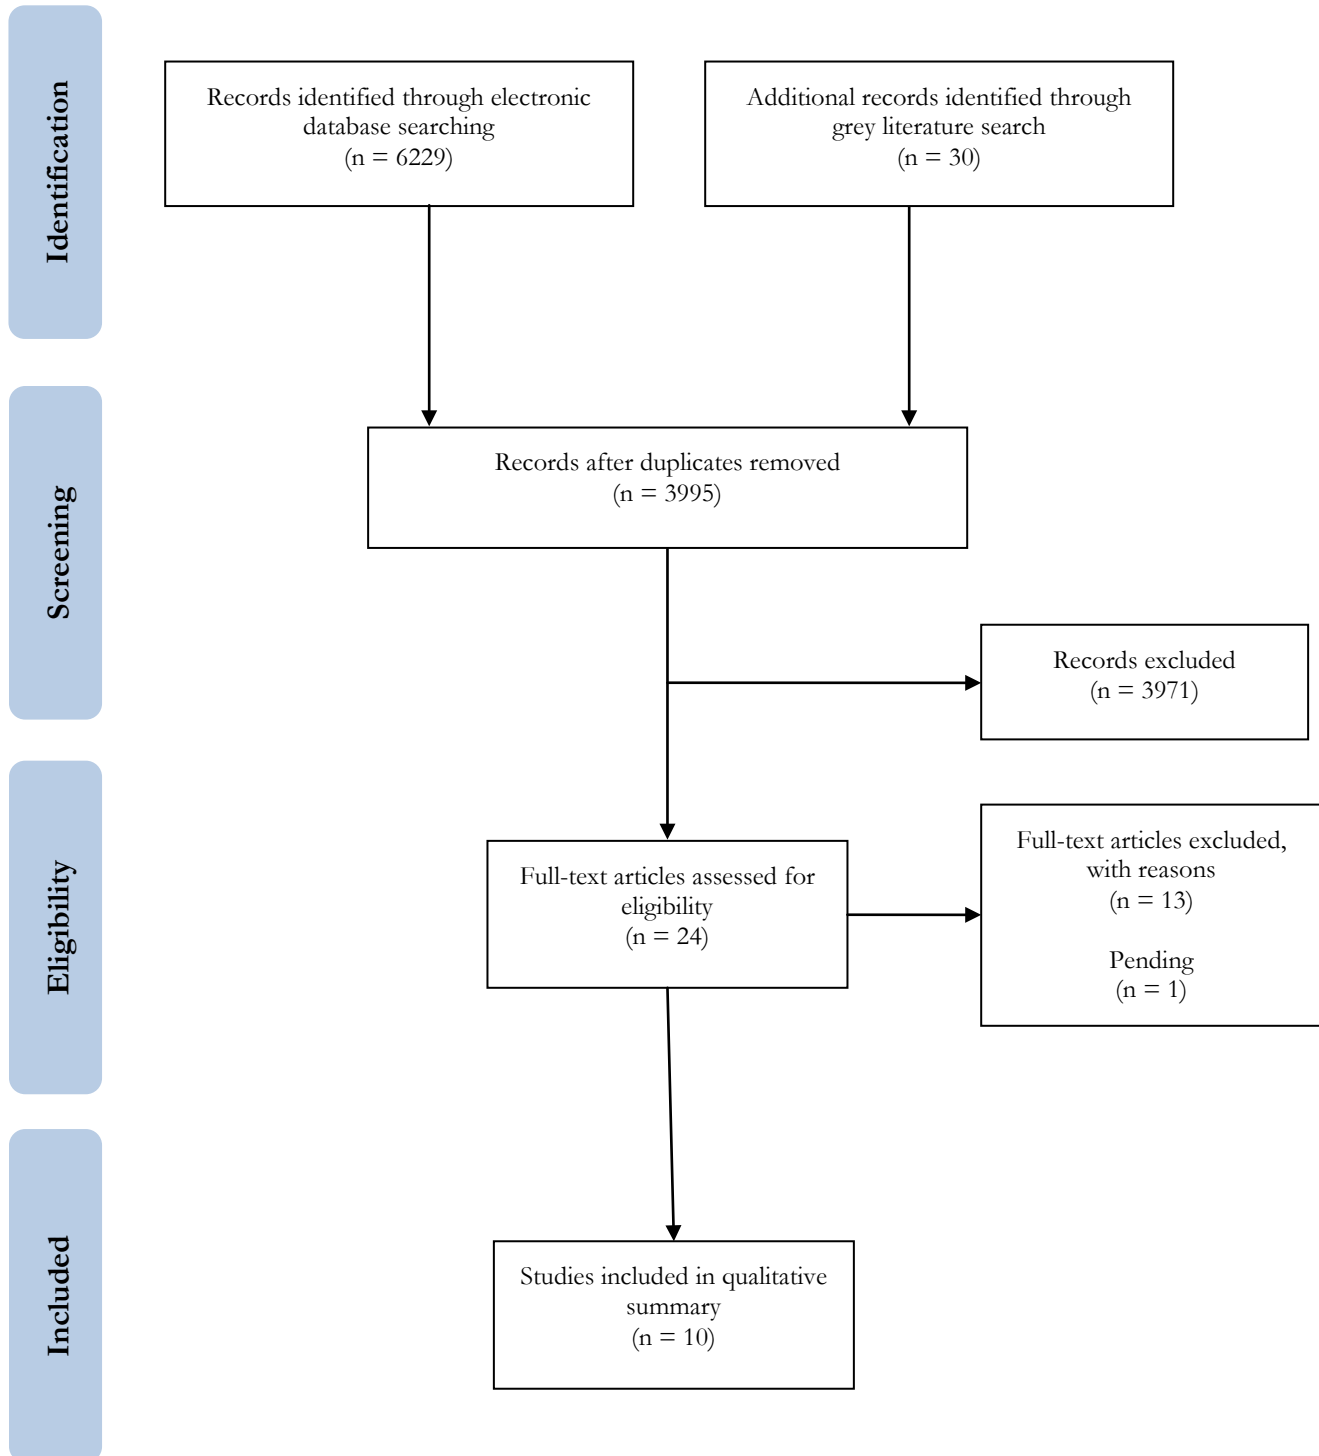 Identification
Records identified through electronic
database searching
(n = 6229)
Additional records identified through
grey literature search
(n = 30)
Screening
Records after duplicates removed
(n = 3995)
Records excluded
(n = 3971)
Eligibility
Full-text articles assessed for
eligibility
(n = 24)
Full-text articles excluded,
with reasons
(n = 13)
Pending
(n = 1)
Included
Studies included in qualitative
summary
(n = 10)